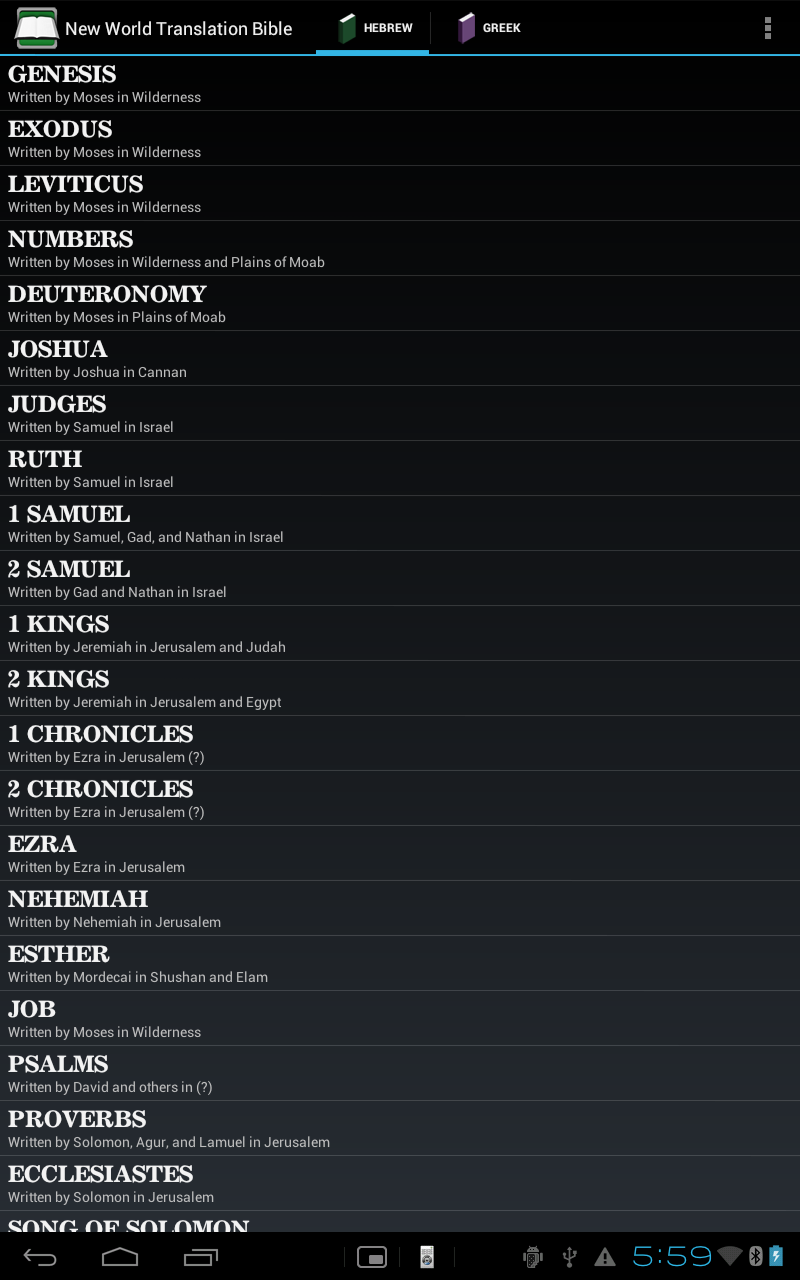 New World Translation Bible
HEBREW
GREEK
GENESIS
Written by Moses in Wilderness
EXODUS
Written by Moses in Wilderness
LEVITICUS
Written by Moses in Wilderness
NUMBERS
Written by Moses in Wilderness and Plains of Moab
DEUTERONOMY
Written by Moses in Plains of Moab
JOSHUA
Written by Joshua in Cannan
JUDGES
Written by Samuel in Israel
RUTH
Written by Samuel in Israel
1 SAMUEL
Written by Samuel, Gad, and Nathan in Israel
2 SAMUEL
Written by Gad and Nathan in Israel
1 KINGS
Written by Jeremiah in Jerusalem and Judah
2 KINGS
Written by Jeremiah in Jerusalem and Egypt
1 CHRONICLES
Written by Ezra in Jerusalem (?)
2 CHRONICLES
Written by Ezra in Jerusalem (?)
EZRA
Written by Ezra in Jerusalem
NEHEMIAH
Written by Nehemiah in Jerusalem
ESTHER
Written by Mordecai in Shushan and Elam
JOB
Written by Moses in Wilderness
PSALMS
Written by David and others in (?)
PROVERBS
Written by Solomon, Agur, and Lamuel in Jerusalem
ECCLESIASTES
Written by Solomon in Jerusalem
SONG OF SOLOMON
5:59